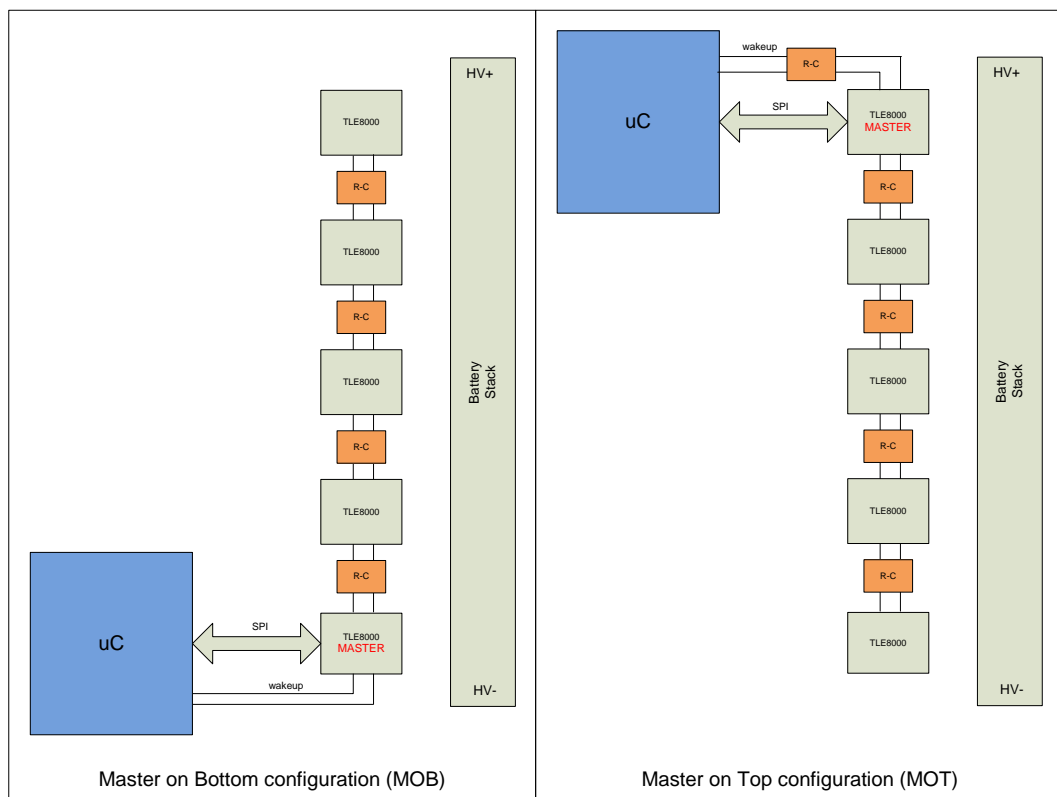 HV+
TLE8000
R-C
TLE8000
R-C
TLE8000
R-C
TLE8000
R-C
TLE8000
MASTER
uC
SPI
wakeup
Battery
Stack
HV-
Master on Bottom configuration (MOB)
wakeup
R-C
uC
SPI
TLE8000
MASTER
R-C
TLE8000
R-C
TLE8000
R-C
TLE8000
R-C
TLE8000
HV+
Battery
Stack
HV-
Master on Top configuration (MOT)